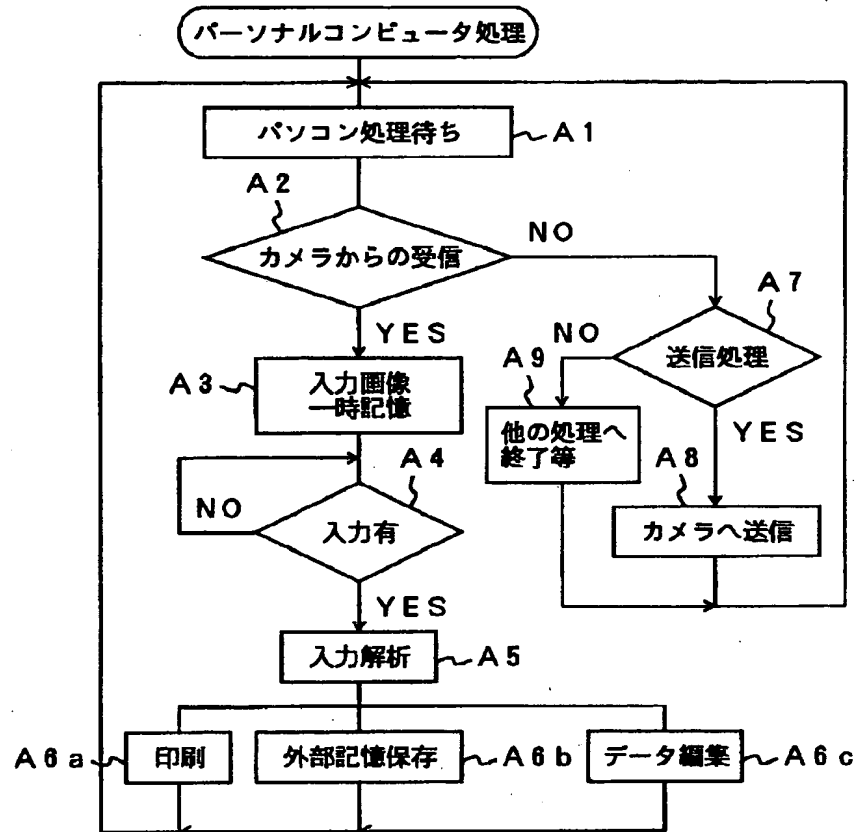 パーソナルコンピュータ処理
パソコン処理待ち
A1
A2
カメラからの受信
NO
YES
A3
入力画像
一時記憶
A4
NO
入力有
YES
A5
入力解析
A6a
印刷
外部記憶保存
A6b
データ編集
A6c
A7
送信処理
NO
YES
A9
他の処理へ
終了等
A8
カメラへ送信